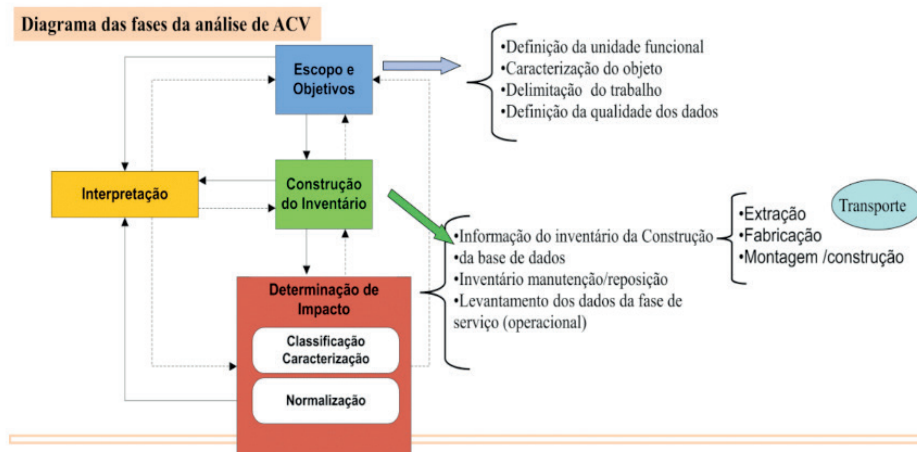 Diagrama das fases da análise de ACV
Escopo e
Objetivos
•Definição da unidade funcional
•Caracterização do objeto
•Delimitação do trabalho
•Definição da qualidade dos dados
Interpretação
Construção
do Inventário
•Informação do inventário da Construção
•da base de dados
•Inventário manutenção/reposição
•Levantamento dos dados da fase de
serviço (operacional)
•Extração
•Fabricação
•Montagem /construção
Transporte
Determinação de
Impacto
Classificação
Caracterização
Normalização